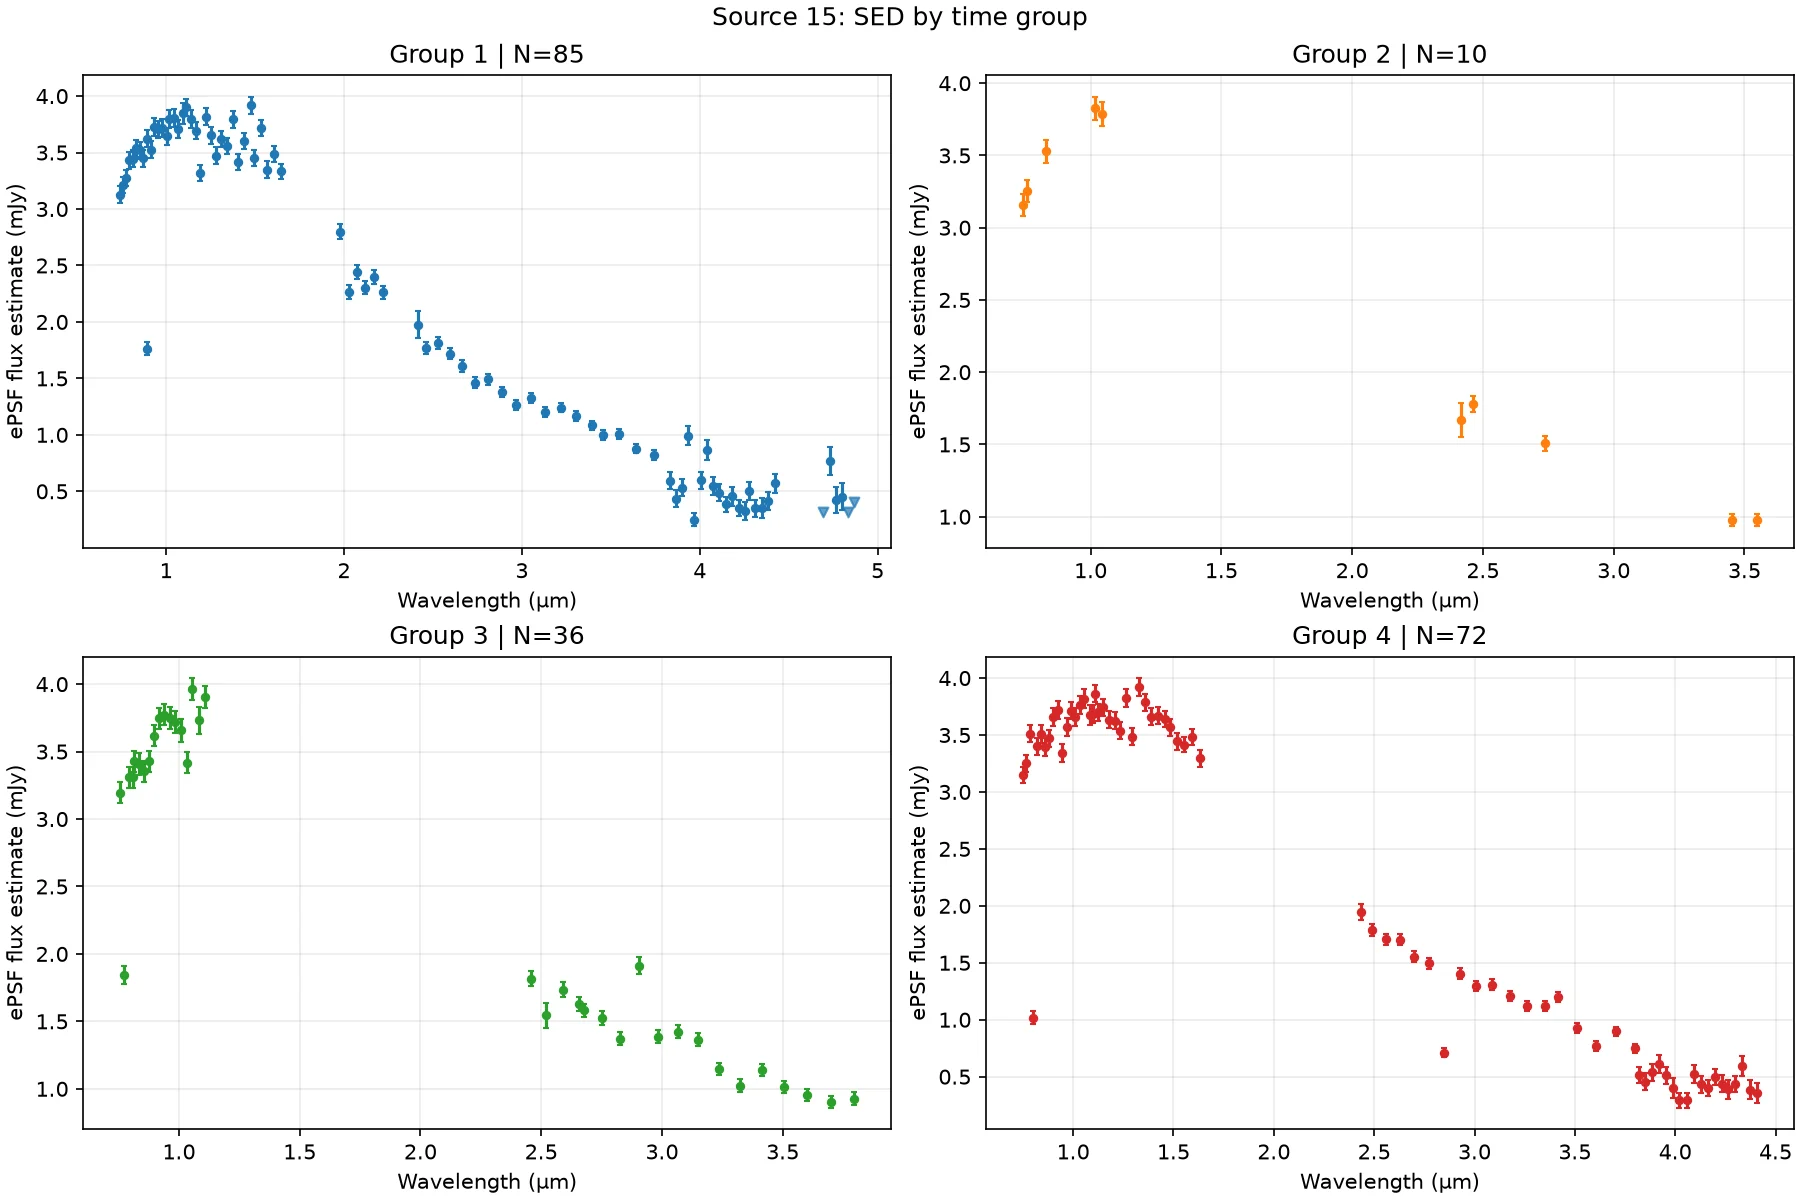 Source 15: SED by time group
Group 1 | N=85
4.0
3.5
3.0
2.5
2.0
1.5
1.0
0.5
ePSF flux estimate (mJy)
1 2 3 4 5
Wavelength (μm)
Group 2 | N=10
4.0
3.5
3.0
2.5
2.0
1.5
1.0
ePSF flux estimate (mJy)
1.0 1.5 2.0 2.5 3.0 3.5
Wavelength (μm)
Group 3 | N=36
4.0
3.5
3.0
2.5
2.0
1.5
1.0
ePSF flux estimate (mJy)
1.0 1.5 2.0 2.5 3.0 3.5
Wavelength (μm)
Group 4 | N=72
4.0
3.5
3.0
2.5
2.0
1.5
1.0
0.5
ePSF flux estimate (mJy)
1.0 1.5 2.0 2.5 3.0 3.5 4.0 4.5
Wavelength (μm)